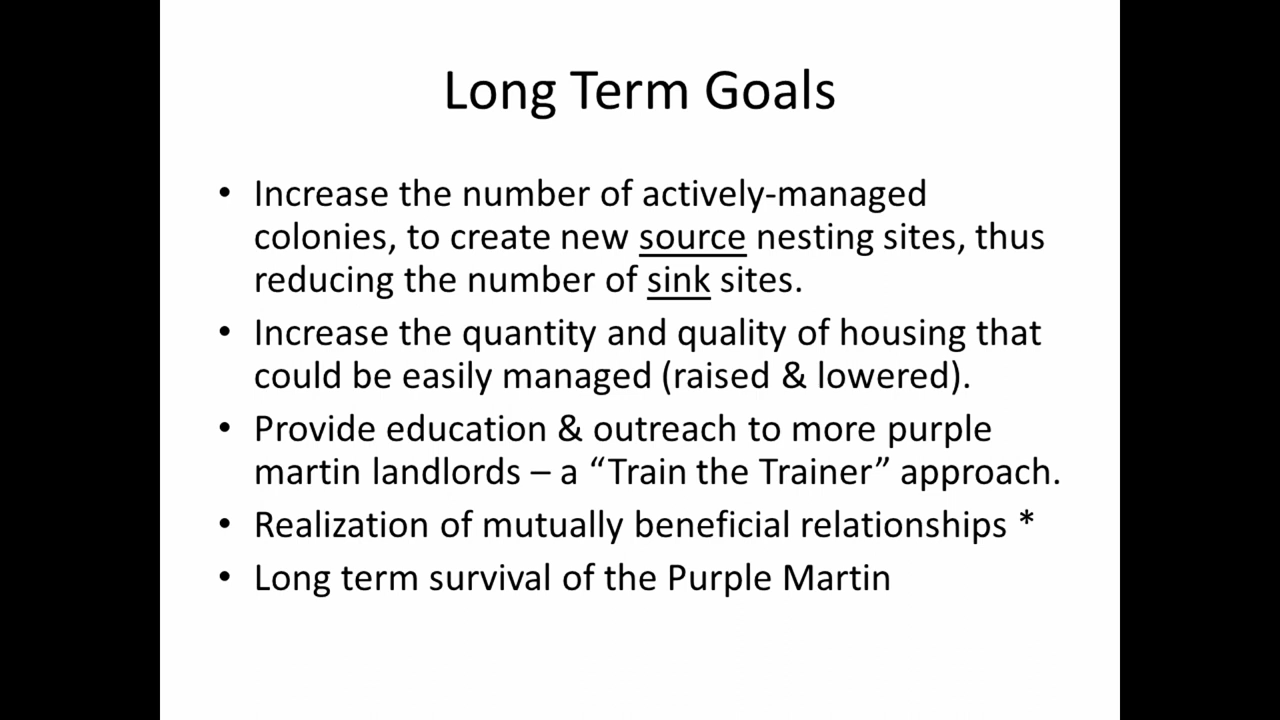 Long Term Goals
• Increase the number of actively-managed
colonies, to create new source nesting sites, thus
reducing the number of sink sites.
• Increase the quantity and quality of housing that
could be easily managed (raised & lowered).
• Provide education & outreach to more purple
martin landlords – a “Train the Trainer” approach.
• Realization of mutually beneficial relationships *
• Long term survival of the Purple Martin